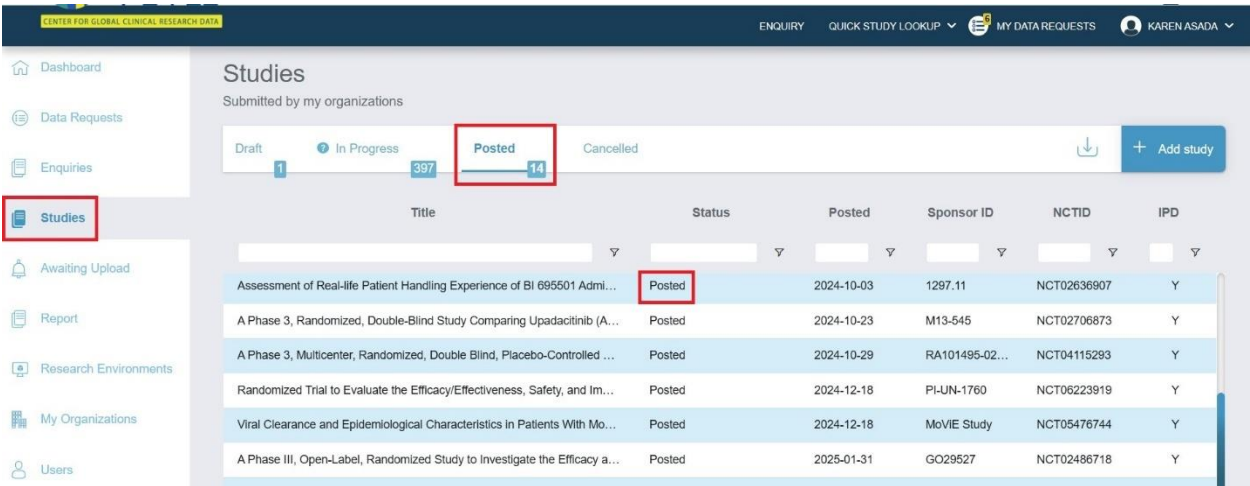 CENTER FOR GLOBAL CLINICAL RESEARCH DATA
ENQUIRY QUICK STUDY LOOKUP 6 MY DATA REQUESTS KAREN ASADA
Dashboard
Data Requests
Enquiries
Studies
Awaiting Upload
Report
Research Environments
My Organizations
Users
Studies
Submitted by my organizations
Draft 1 ? In Progress 397 Posted 14 Cancelled + Add study
Title Status Posted Sponsor ID NCTID IPD
Assessment of Real-life Patient Handling Experience of BI 695501 Admi... Posted 2024-10-03 1297.11 NCT02636907 Y
A Phase 3, Randomized, Double-Blind Study Comparing Upadacitinib (A... Posted 2024-10-23 M13-545 NCT02706873 Y
A Phase 3, Multicenter, Randomized, Double Blind, Placebo-Controlled ... Posted 2024-10-29 RA101495-02... NCT04115293 Y
Randomized Trial to Evaluate the Efficacy/Effectiveness, Safety, and Im... Posted 2024-12-18 PI-UN-1760 NCT06223919 Y
Viral Clearance and Epidemiological Characteristics in Patients With Mo... Posted 2024-12-18 MoViE Study NCT05476744 Y
A Phase III, Open-Label, Randomized Study to Investigate the Efficacy a... Posted 2025-01-31 GO29527 NCT02486718 Y